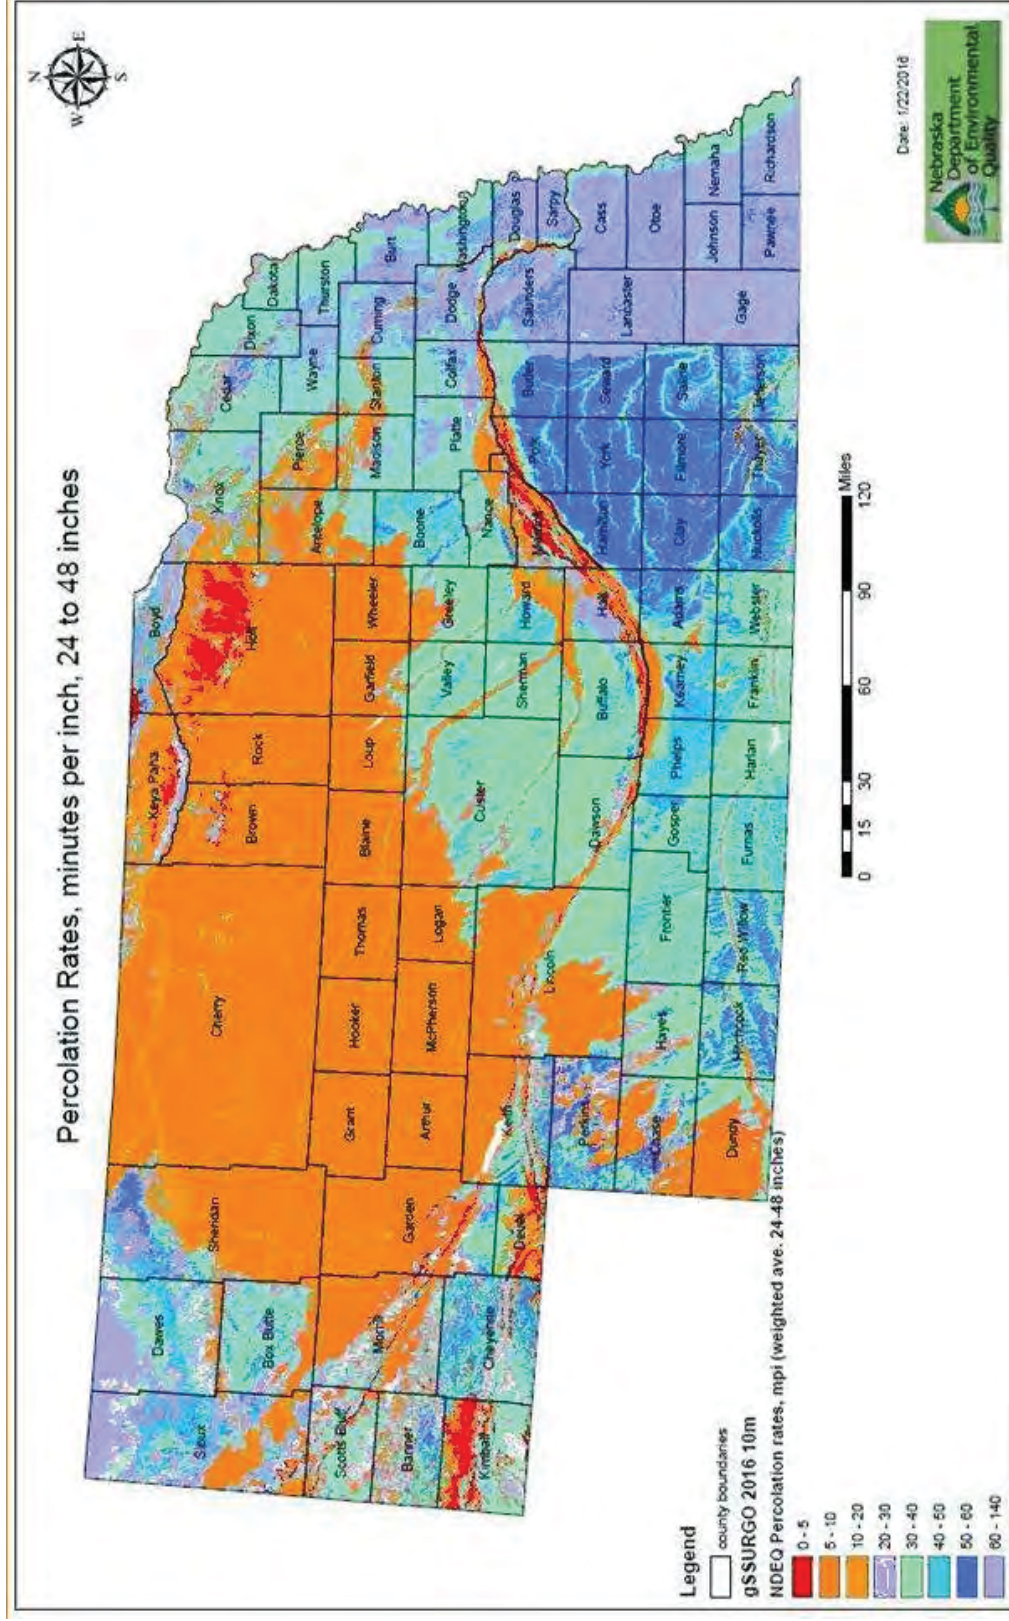 Percolation Rates, minutes per inch, 24 to 48 inches
N
W
E
S
Boyd
Keya Paha
Dawes
Sioux
Sheridan
Cherry
Brown
Rock
Holt
Knox
Cedar
Dixon
Dakota
Box Butte
Antelope
Pierce
Wayne
Thurston
Grant
Hooker
Thomas
Blaine
Loup
Garfield
Wheeler
Madison
Stanton
Cuming
Burt
Scotts Bluff
Morrill
Garden
Arthur
McPherson
Logan
Custer
Valley
Greeley
Boone
Platte
Colfax
Dodge
Washington
Banner
Nance
Howard
Sherman
Kimball
Cheyenne
Deuel
Keith
Lincoln
Dawson
Buffalo
Hall
Merrick
Polk
Butler
Saunders
Douglas
Sarpy
Perkins
Hamilton
York
Seward
Lancaster
Cass
Otoe
Chase
Hayes
Frontier
Gosper
Phelps
Kearney
Adams
Clay
Filmore
Saline
Gage
Johnson
Nemaha
Dundy
Hitchcock
Red Willow
Furnas
Harlan
Franklin
Webster
Nuckolls
Thayer
Jefferson
Pawnee
Richardson
Legend
county boundaries
gSSURGO 2016 10m
NDEQ Percolation rates, mpi (weighted ave. 24-48 inches)
0 - 5
5 - 10
10 - 20
20 - 30
30 - 40
40 - 50
50 - 60
60 - 140
0 15 30 60 90 120
Miles
Date: 1/22/2016
Nebraska
Department
of Environmental
Quality